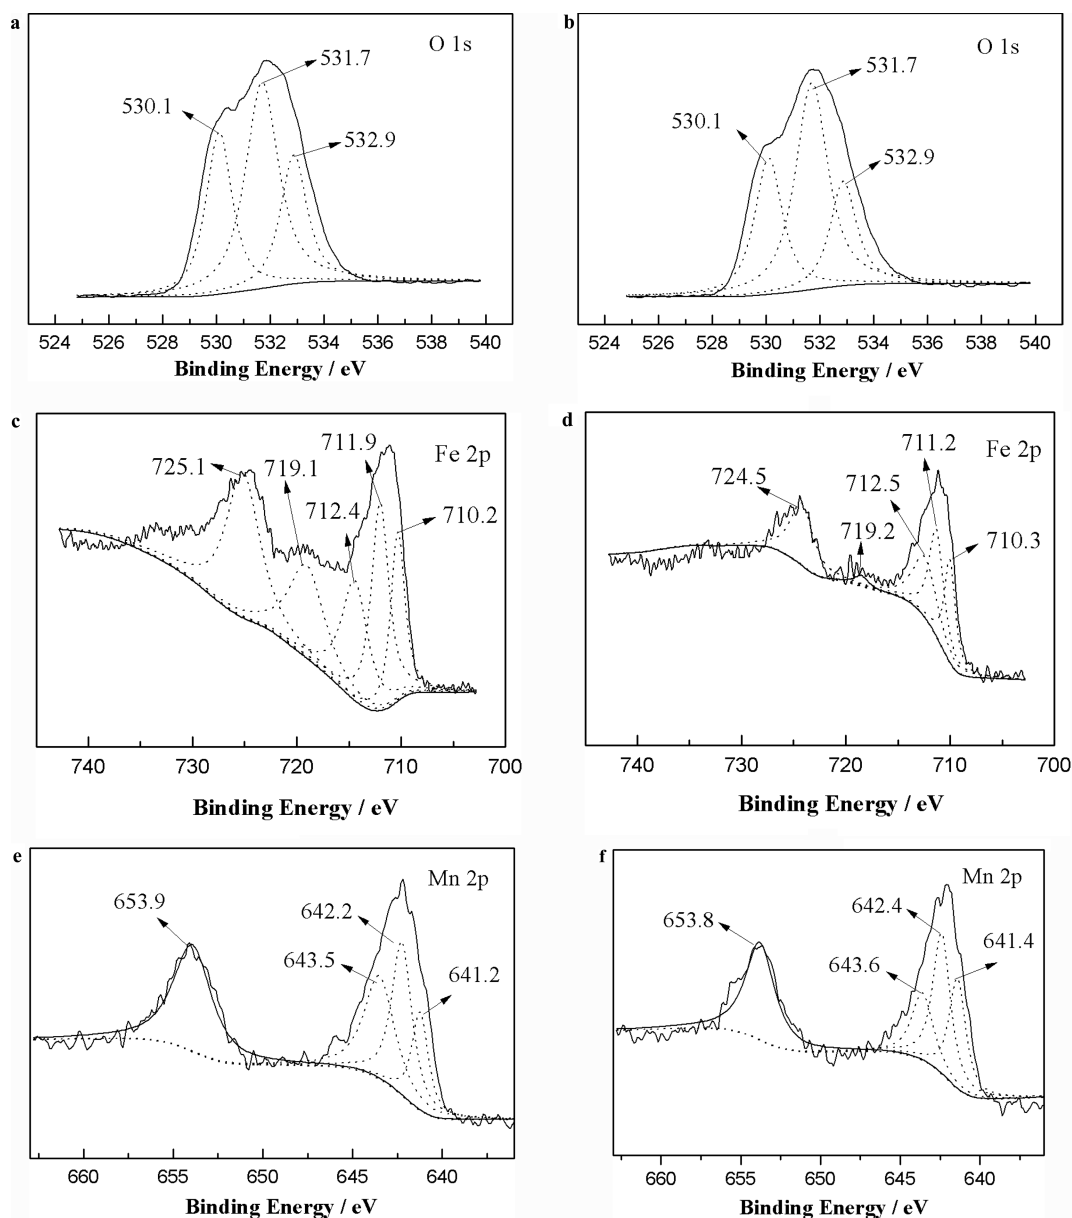 a
O 1s
531.7
530.1
532.9
524 526 528 530 532 534 536 538 540
Binding Energy / eV
b
O 1s
531.7
530.1
532.9
524 526 528 530 532 534 536 538 540
Binding Energy / eV
c
Fe 2p
711.9
725.1
719.1
712.4
710.2
740 730 720 710 700
Binding Energy / eV
d
Fe 2p
711.2
724.5
712.5
719.2
710.3
740 730 720 710 700
Binding Energy / eV
e
Mn 2p
653.9
642.2
643.5
641.2
660 655 650 645 640
Binding Energy / eV
f
Mn 2p
642.4
653.8
641.4
643.6
660 655 650 645 640
Binding Energy / eV